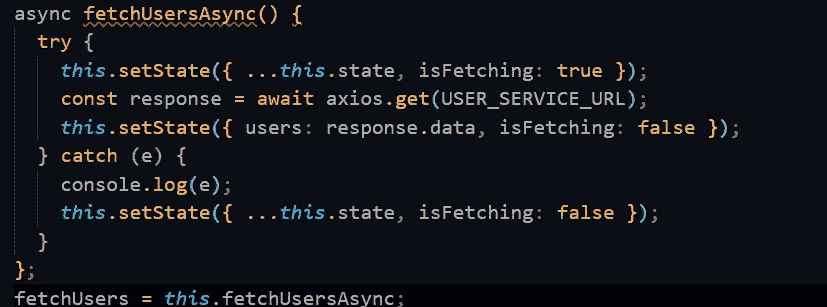 async fetchUsersAsync() {
try {
this.setState({ ...this.state, isFetching: true });
const response = await axios.get(USER_SERVICE_URL);
this.setState({ users: response.data, isFetching: false });
} catch (e) {
console.log(e);
this.setState({ ...this.state, isFetching: false });
}
};
fetchUsers = this.fetchUsersAsync;